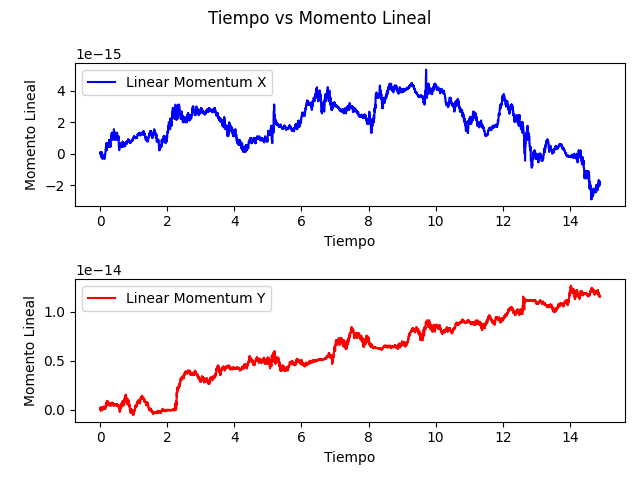 Tiempo vs Momento Lineal
1e−15
Linear Momentum X
Momento Lineal
4
2
0
−2
0 2 4 6 8 10 12 14
Tiempo
1e−14
Linear Momentum Y
Momento Lineal
1.0
0.5
0.0
0 2 4 6 8 10 12 14
Tiempo